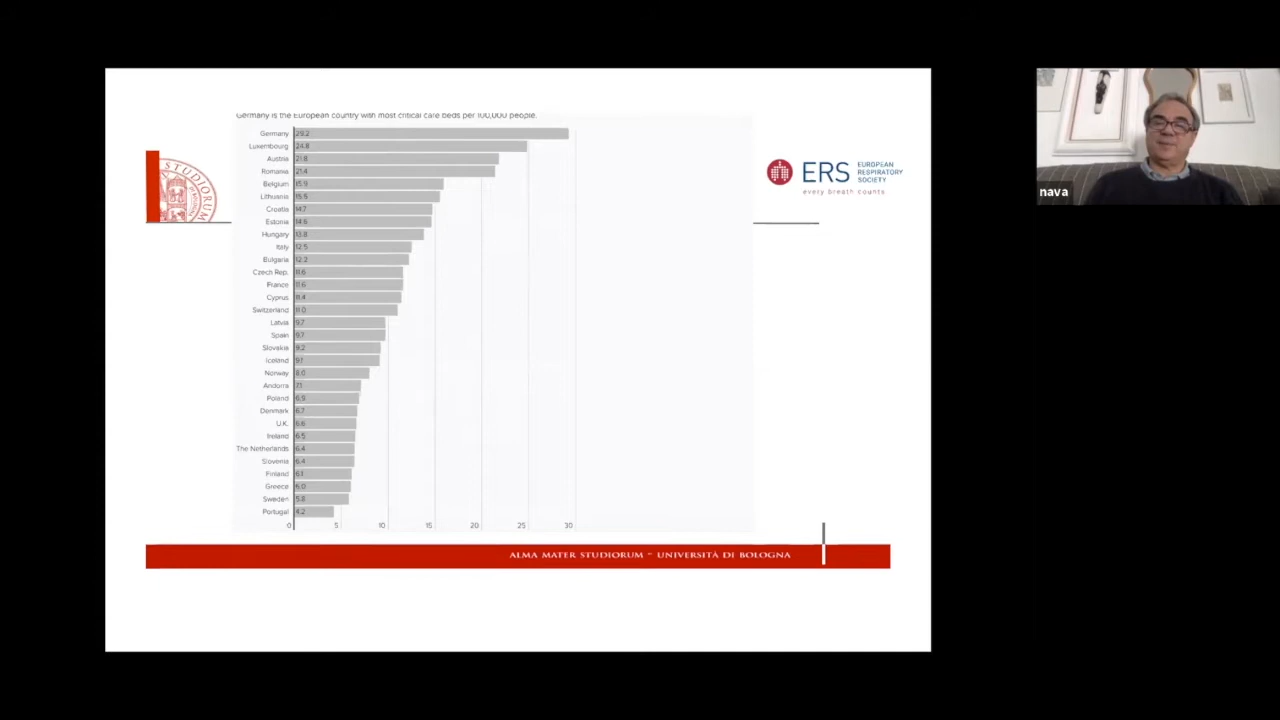 Germany is the European country with most critical care beds per 100,000 people.
Germany 29.2
Luxembourg 24.8
Austria 21.8
Romania 21.4
Belgium 15.9
Lithuania 15.5
Croatia 14.7
Estonia 14.6
Hungary 13.8
Italy 12.5
Bulgaria 12.2
Czech Rep. 11.6
France 11.6
Cyprus 11.4
Switzerland 11.0
Latvia 9.7
Spain 9.7
Slovakia 9.2
Iceland 9.1
Norway 8.0
Andorra 7.1
Poland 6.9
Denmark 6.7
U.K. 6.6
Ireland 6.5
The Netherlands 6.4
Slovenia 6.4
Finland 6.1
Greece 6.0
Sweden 5.8
Portugal 4.2
0 5 10 15 20 25 30
STUDIORUM
ERS EUROPEAN
RESPIRATORY
SOCIETY
every breath counts
ALMA MATER STUDIORUM ~ UNIVERSITÀ DI BOLOGNA
nava